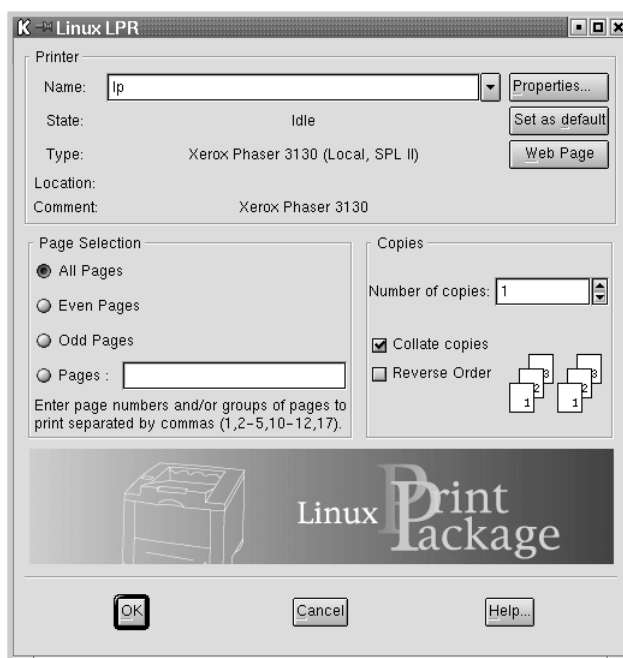 K Linux LPR
Printer
Name: lp Properties...
State: Idle Set as default
Type: Xerox Phaser 3130 (Local, SPL II) Web Page
Location:
Comment: Xerox Phaser 3130
Page Selection
All Pages
Even Pages
Odd Pages
Pages :
Enter page numbers and/or groups of pages to
print separated by commas (1,2-5,10-12,17).
Copies
Number of copies: 1
Collate copies
Reverse Order
3 3
2 2
1 1
Linux Print
Package
OK Cancel Help...